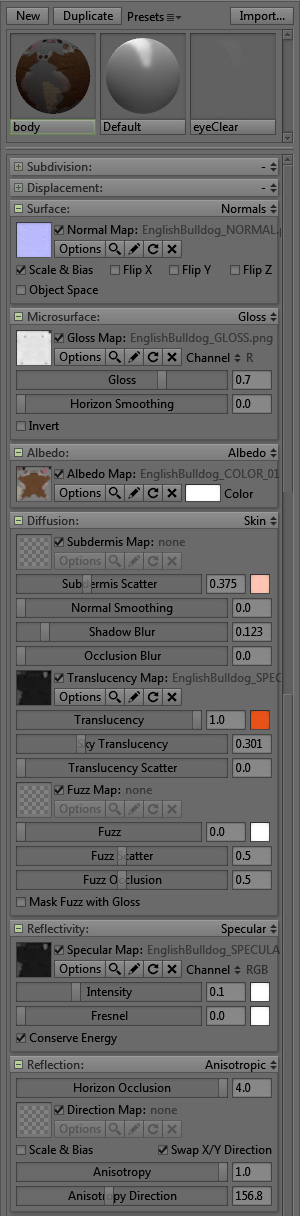 New Duplicate Presets Import...
body Default eyeClear
Subdivision: -
Displacement: -
Surface: Normals
Normal Map: EnglishBulldog_NORMAL.
Options
Scale & Bias Flip X Flip Y Flip Z
Object Space
Microsurface: Gloss
Gloss Map: EnglishBulldog_GLOSS.png
Options Channel R
Gloss 0.7
Horizon Smoothing 0.0
Invert
Albedo: Albedo
Albedo Map: EnglishBulldog_COLOR_01
Options Color
Diffusion: Skin
Subdermis Map: none
Options
Subdermis Scatter 0.375
Normal Smoothing 0.0
Shadow Blur 0.123
Occlusion Blur 0.0
Translucency Map: EnglishBulldog_SPEC
Options
Translucency 1.0
Sky Translucency 0.301
Translucency Scatter 0.0
Fuzz Map: none
Options
Fuzz 0.0
Fuzz Scatter 0.5
Fuzz Occlusion 0.5
Mask Fuzz with Gloss
Reflectivity: Specular
Specular Map: EnglishBulldog_SPECULA
Options Channel RGB
Intensity 0.1
Fresnel 0.0
Conserve Energy
Reflection: Anisotropic
Horizon Occlusion 4.0
Direction Map: none
Options
Scale & Bias Swap X/Y Direction
Anisotropy 1.0
Anisotropy Direction 156.8